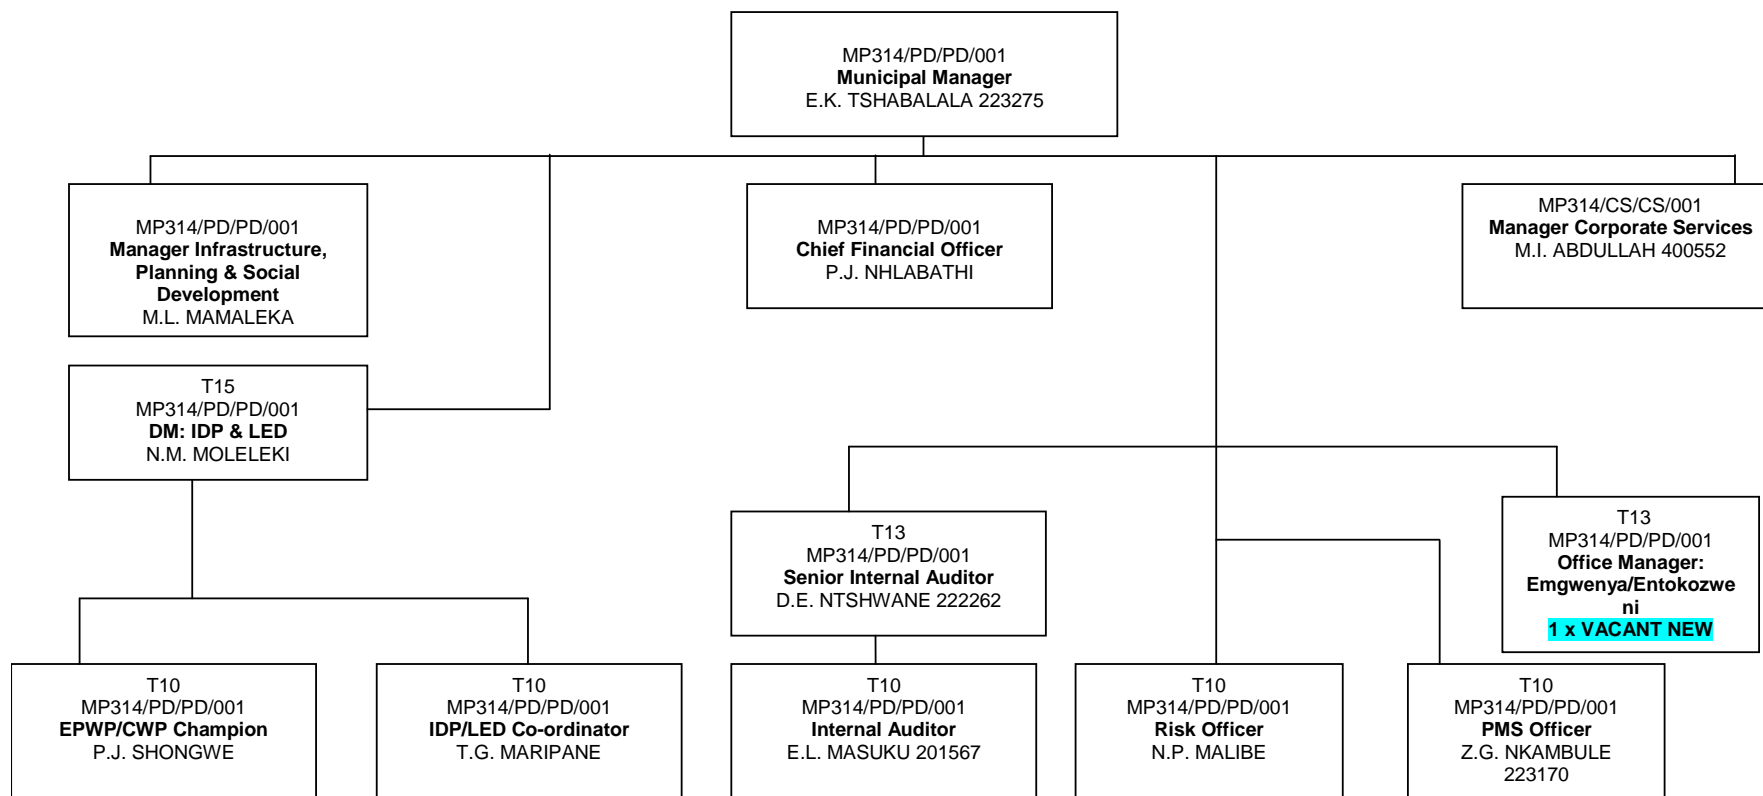 MP314/PD/PD/001
Municipal Manager
E.K. TSHABALALA 223275
MP314/PD/PD/001
Manager Infrastructure,
Planning & Social
Development
M.L. MAMALEKA
MP314/PD/PD/001
Chief Financial Officer
P.J. NHLABATHI
MP314/CS/CS/001
Manager Corporate Services
M.I. ABDULLAH 400552
T15
MP314/PD/PD/001
DM: IDP & LED
N.M. MOLELEKI
T13
MP314/PD/PD/001
Senior Internal Auditor
D.E. NTSHWANE 222262
T13
MP314/PD/PD/001
Office Manager:
Emgwenya/Entokozwe
ni
1 x VACANT NEW
T10
MP314/PD/PD/001
EPWP/CWP Champion
P.J. SHONGWE
T10
MP314/PD/PD/001
IDP/LED Co-ordinator
T.G. MARIPANE
T10
MP314/PD/PD/001
Internal Auditor
E.L. MASUKU 201567
T10
MP314/PD/PD/001
Risk Officer
N.P. MALIBE
T10
MP314/PD/PD/001
PMS Officer
Z.G. NKAMBULE
223170